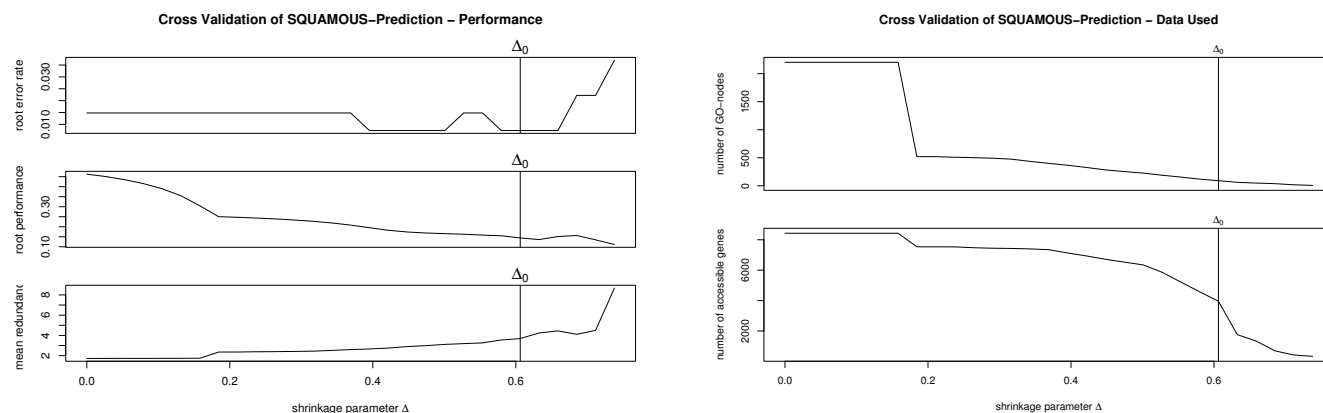 Cross Validation of SQUAMOUS−Prediction − Performance
Δ0
root error rate
0.010
0.030
Δ0
root performance
0.10
0.30
Δ0
mean redundanc
2
4
6
8
0.0 0.2 0.4 0.6
shrinkage parameter Δ
Cross Validation of SQUAMOUS−Prediction − Data Used
Δ0
number of GO−nodes
0
500
1500
Δ0
number of accessible genes
2000
6000
0.0 0.2 0.4 0.6
shrinkage parameter Δ